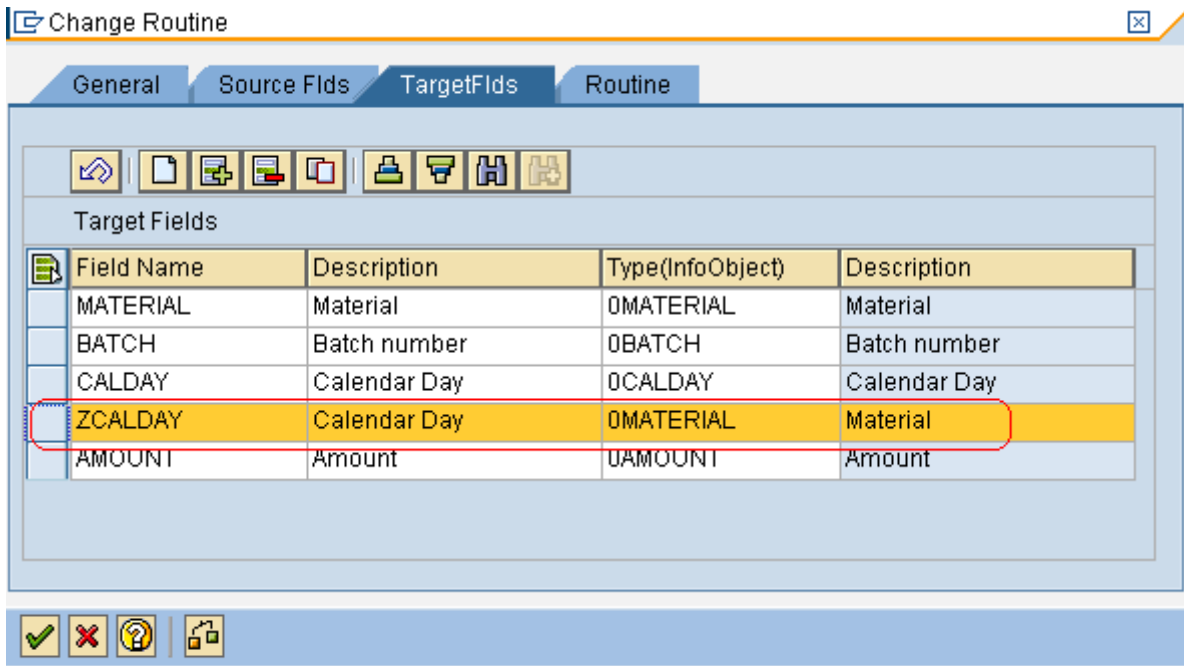 Change Routine
General Source Flds TargetFlds Routine
Target Fields
Field Name Description Type(InfoObject) Description
MATERIAL Material 0MATERIAL Material
BATCH Batch number 0BATCH Batch number
CALDAY Calendar Day 0CALDAY Calendar Day
ZCALDAY Calendar Day 0MATERIAL Material
AMOUNT Amount 0AMOUNT Amount